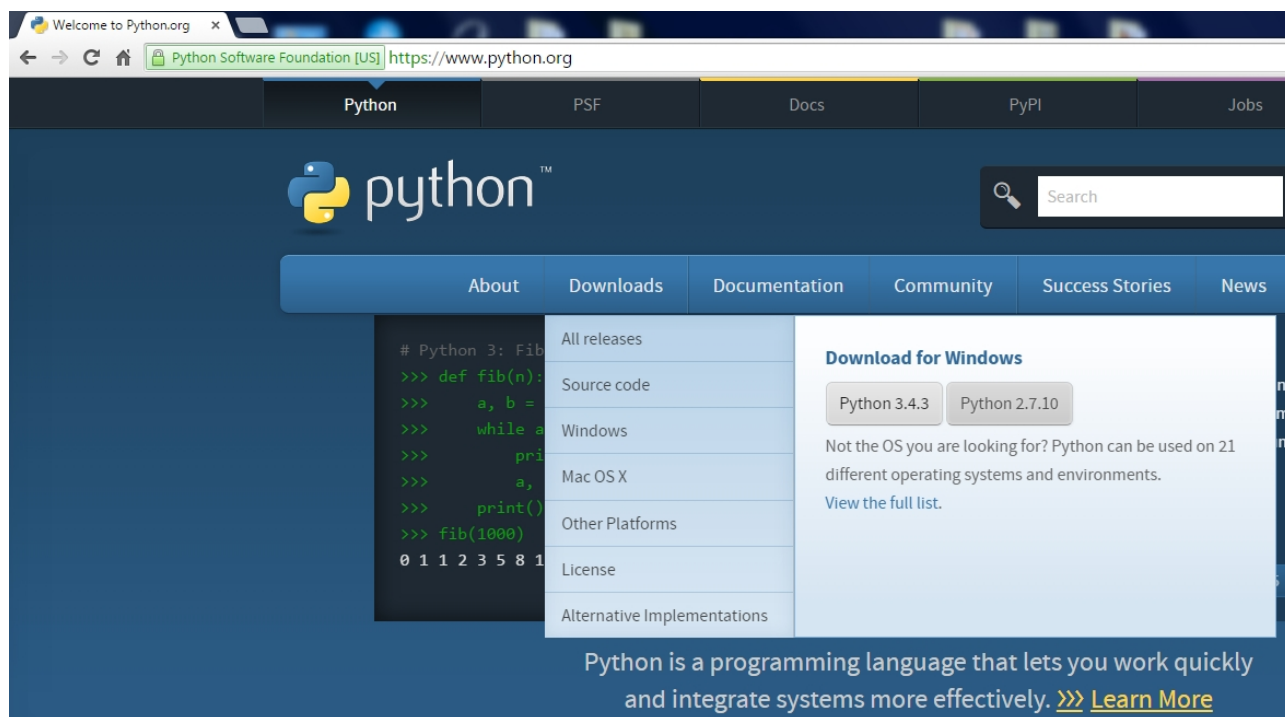 Welcome to Python.org
Python Software Foundation [US] https://www.python.org
Python PSF Docs PyPI Jobs
python™
Search
About Downloads Documentation Community Success Stories News
# Python 3: Fib
>>> def fib(n):
>>> a, b =
>>> while a
>>> pri
>>> a,
>>> print()
>>> fib(1000)
0 1 1 2 3 5 8 1
All releases
Source code
Windows
Mac OS X
Other Platforms
License
Alternative Implementations
Download for Windows
Python 3.4.3 Python 2.7.10
Not the OS you are looking for? Python can be used on 21
different operating systems and environments.
View the full list.
Python is a programming language that lets you work quickly
and integrate systems more effectively. >>> Learn More